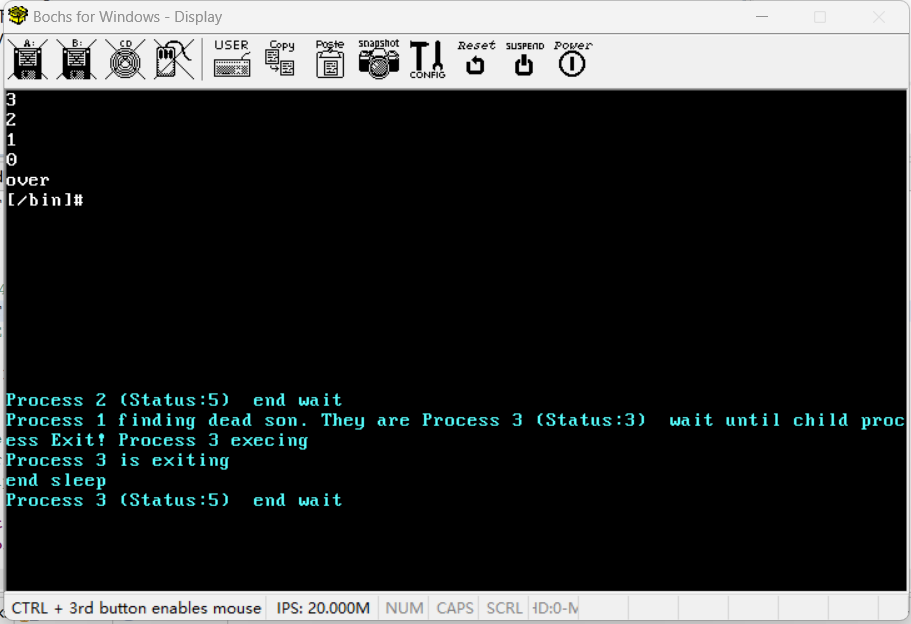 Bochs for Windows - Display
A: B: CD USER Copy Paste snapshot CONFIG Reset SUSPEND Power
3
2
1
0
over
[/bin]#
Process 2 (Status:5)  end wait
Process 1 finding dead son. They are Process 3 (Status:3)  wait until child proc
ess Exit! Process 3 execing
Process 3 is exiting
end sleep
Process 3 (Status:5)  end wait
CTRL + 3rd button enables mouse IPS: 20.000M NUM CAPS SCRL HD:0-M